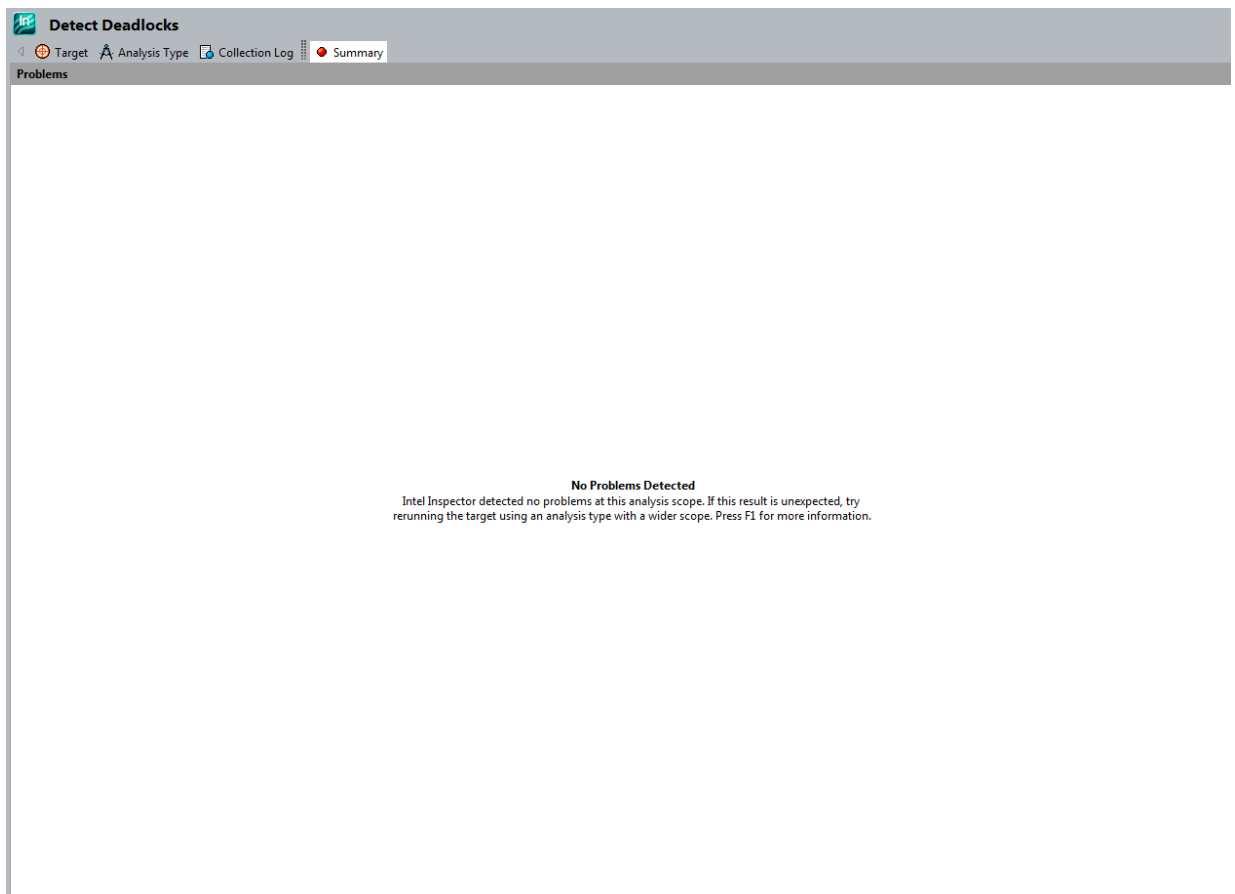 In
Detect Deadlocks
Target Analysis Type Collection Log Summary
Problems
No Problems Detected
Intel Inspector detected no problems at this analysis scope. If this result is unexpected, try
rerunning the target using an analysis type with a wider scope. Press F1 for more information.